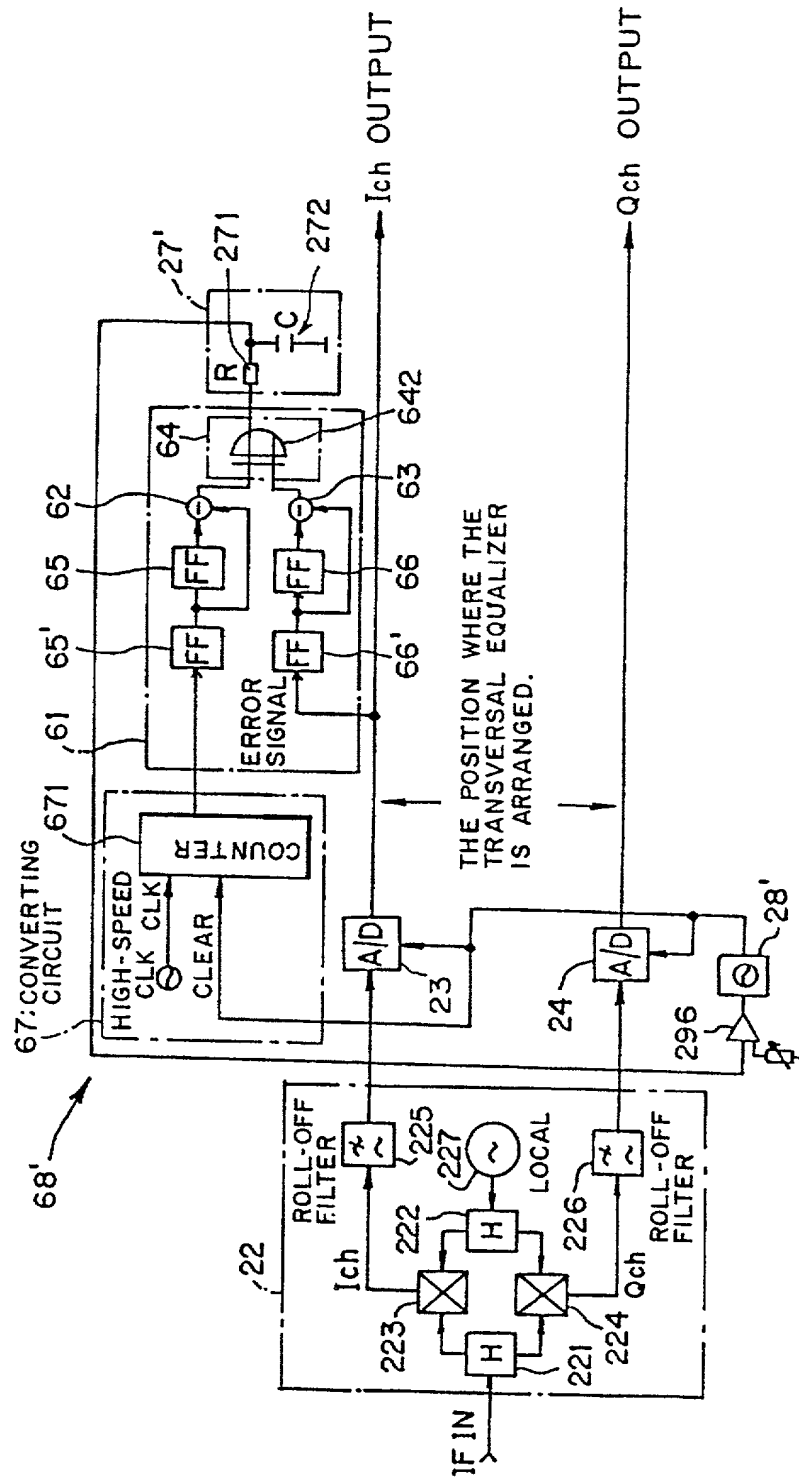 68'
67:CONVERTING
CIRCUIT
HIGH-SPEED
CLK
CLK
CLEAR
671
COUNTER
61
65'
65
62
FF
FF
−
ERROR
SIGNAL
66'
66
63
FF
FF
−
64
642
27'
271
R
C
272
Ich OUTPUT
THE POSITION WHERE THE
TRANSVERSAL EQUALIZER
IS ARRANGED.
Qch OUTPUT
22
IF IN
H
221
223
224
Ich
Qch
H
222
227
~
LOCAL
ROLL-OFF
FILTER
225
226
ROLL-OFF
FILTER
A/D
23
A/D
24
296
28'